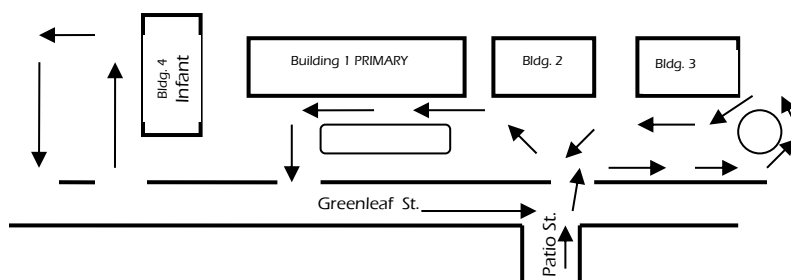 Bldg. 4
Infant
Building 1 PRIMARY
Bldg. 2
Bldg. 3
Greenleaf St.
Patio St.